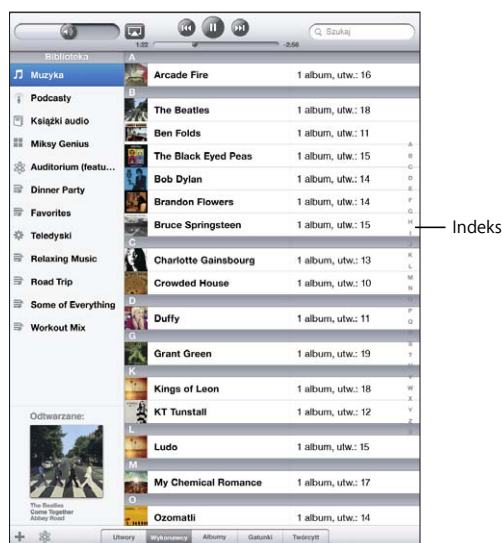 Szukaj
1:22 -2:56
Biblioteka
Muzyka
Podcasty
Książki audio
Miksy Genius
Auditorium (featu...
Dinner Party
Favorites
Teledyski
Relaxing Music
Road Trip
Some of Everything
Workout Mix
Odtwarzane:
The Beatles
Come Together
Abbey Road
A
Arcade Fire 1 album, utw.: 16
B
The Beatles 1 album, utw.: 18
Ben Folds 1 album, utw.: 11
The Black Eyed Peas 1 album, utw.: 15
Bob Dylan 1 album, utw.: 14
Brandon Flowers 1 album, utw.: 14
Bruce Springsteen 1 album, utw.: 15
C
Charlotte Gainsbourg 1 album, utw.: 13
Crowded House 1 album, utw.: 10
D
Duffy 1 album, utw.: 11
G
Grant Green 1 album, utw.: 19
K
Kings of Leon 1 album, utw.: 18
KT Tunstall 1 album, utw.: 12
L
Ludo 1 album, utw.: 15
M
My Chemical Romance 1 album, utw.: 17
O
Ozomatli 1 album, utw.: 14
A
B
C
D
E
F
G
H
I
J
K
L
M
N
O
P
Q
S
T
V
W
X
Y
Z
Indeks
Utwory Wykonawcy Albumy Gatunki Twórcytt